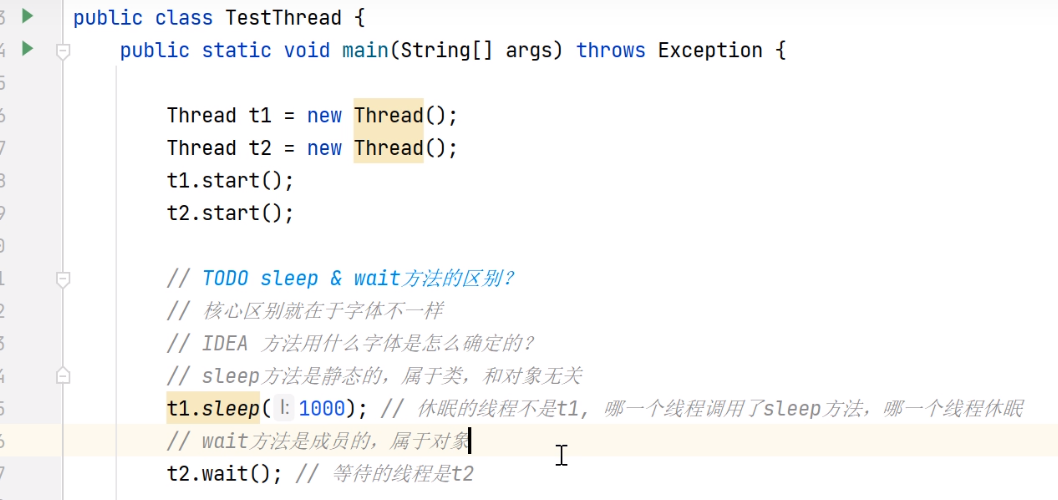 3 public class TestThread {
4 public static void main(String[] args) throws Exception {
5
6 Thread t1 = new Thread();
7 Thread t2 = new Thread();
8 t1.start();
9 t2.start();
0
1 // TODO sleep & wait方法的区别?
2 // 核心区别就在于字体不一样
3 // IDEA 方法用什么字体是怎么确定的?
4 // sleep方法是静态的，属于类，和对象无关
5 t1.sleep( l: 1000); // 休眠的线程不是t1, 哪一个线程调用了sleep方法，哪一个线程休眠
6 // wait方法是成员的，属于对象
7 t2.wait(); // 等待的线程是t2